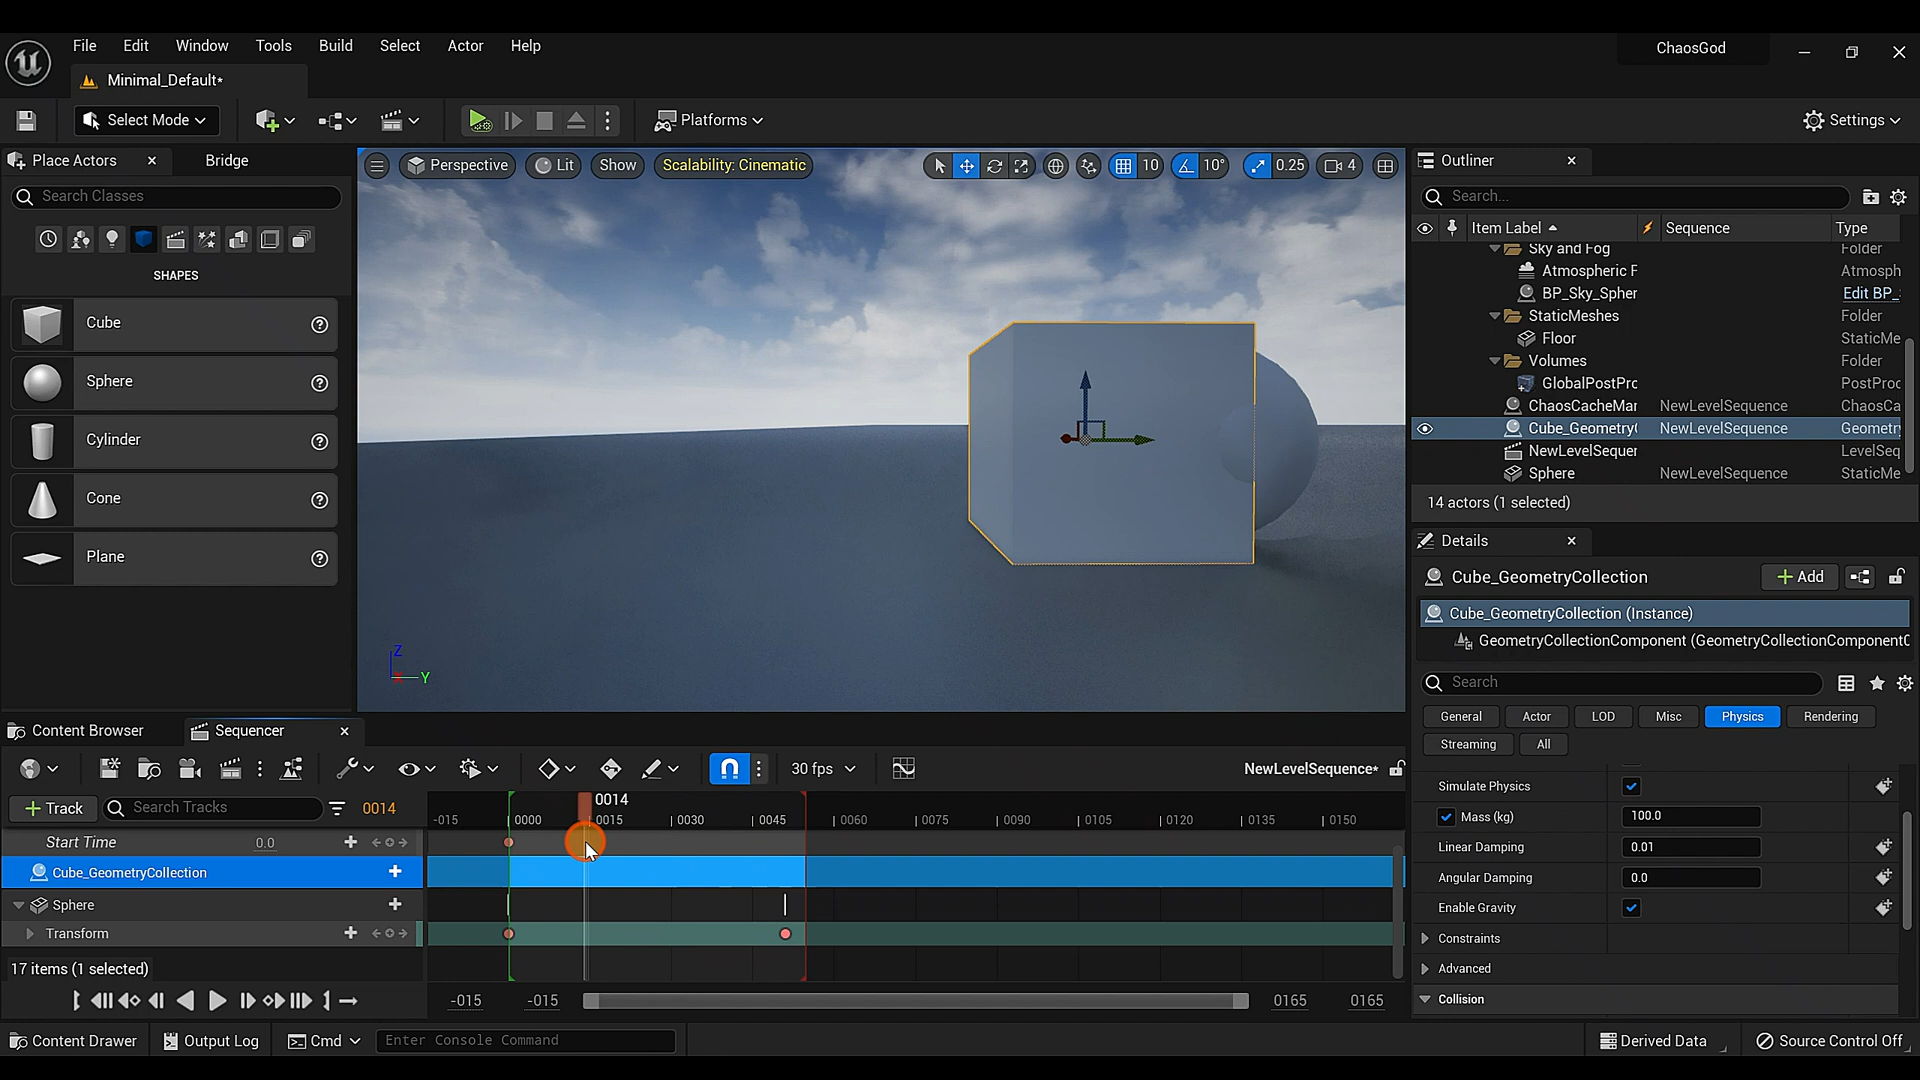 File Edit Window Tools Build Select Actor Help
ChaosGod
Minimal_Default*
Select Mode
Platforms
Settings
Place Actors
Bridge
Search Classes
SHAPES
Cube
Sphere
Cylinder
Cone
Plane
Perspective
Lit
Show
Scalability: Cinematic
10
10°
0.25
4
Z
Y
Outliner
Search...
Item Label Sequence Type
Sky and Fog Folder
Atmospheric F Atmosph
BP_Sky_Spher Edit BP_
StaticMeshes Folder
Floor StaticMe
Volumes Folder
GlobalPostPrc PostProc
ChaosCacheMar NewLevelSequence ChaosCa
Cube_Geometry( NewLevelSequence Geometr
NewLevelSequer LevelSeq
Sphere NewLevelSequence StaticMe
14 actors (1 selected)
Details
Cube_GeometryCollection
Add
Cube_GeometryCollection (Instance)
GeometryCollectionComponent (GeometryCollectionComponent0
Search
General Actor LOD Misc Physics Rendering
Streaming All
Simulate Physics
Mass (kg) 100.0
Linear Damping 0.01
Angular Damping 0.0
Enable Gravity
Constraints
Advanced
Collision
Content Browser
Sequencer
30 fps
NewLevelSequence*
Track
Search Tracks
0014
0014
-015 0000 0015 0030 0045 0060 0075 0090 0105 0120 0135 0150
Start Time 0.0
Cube_GeometryCollection
Sphere
Transform
17 items (1 selected)
-015 -015 0165 0165
Content Drawer
Output Log
Cmd
Enter Console Command
Derived Data
Source Control Off